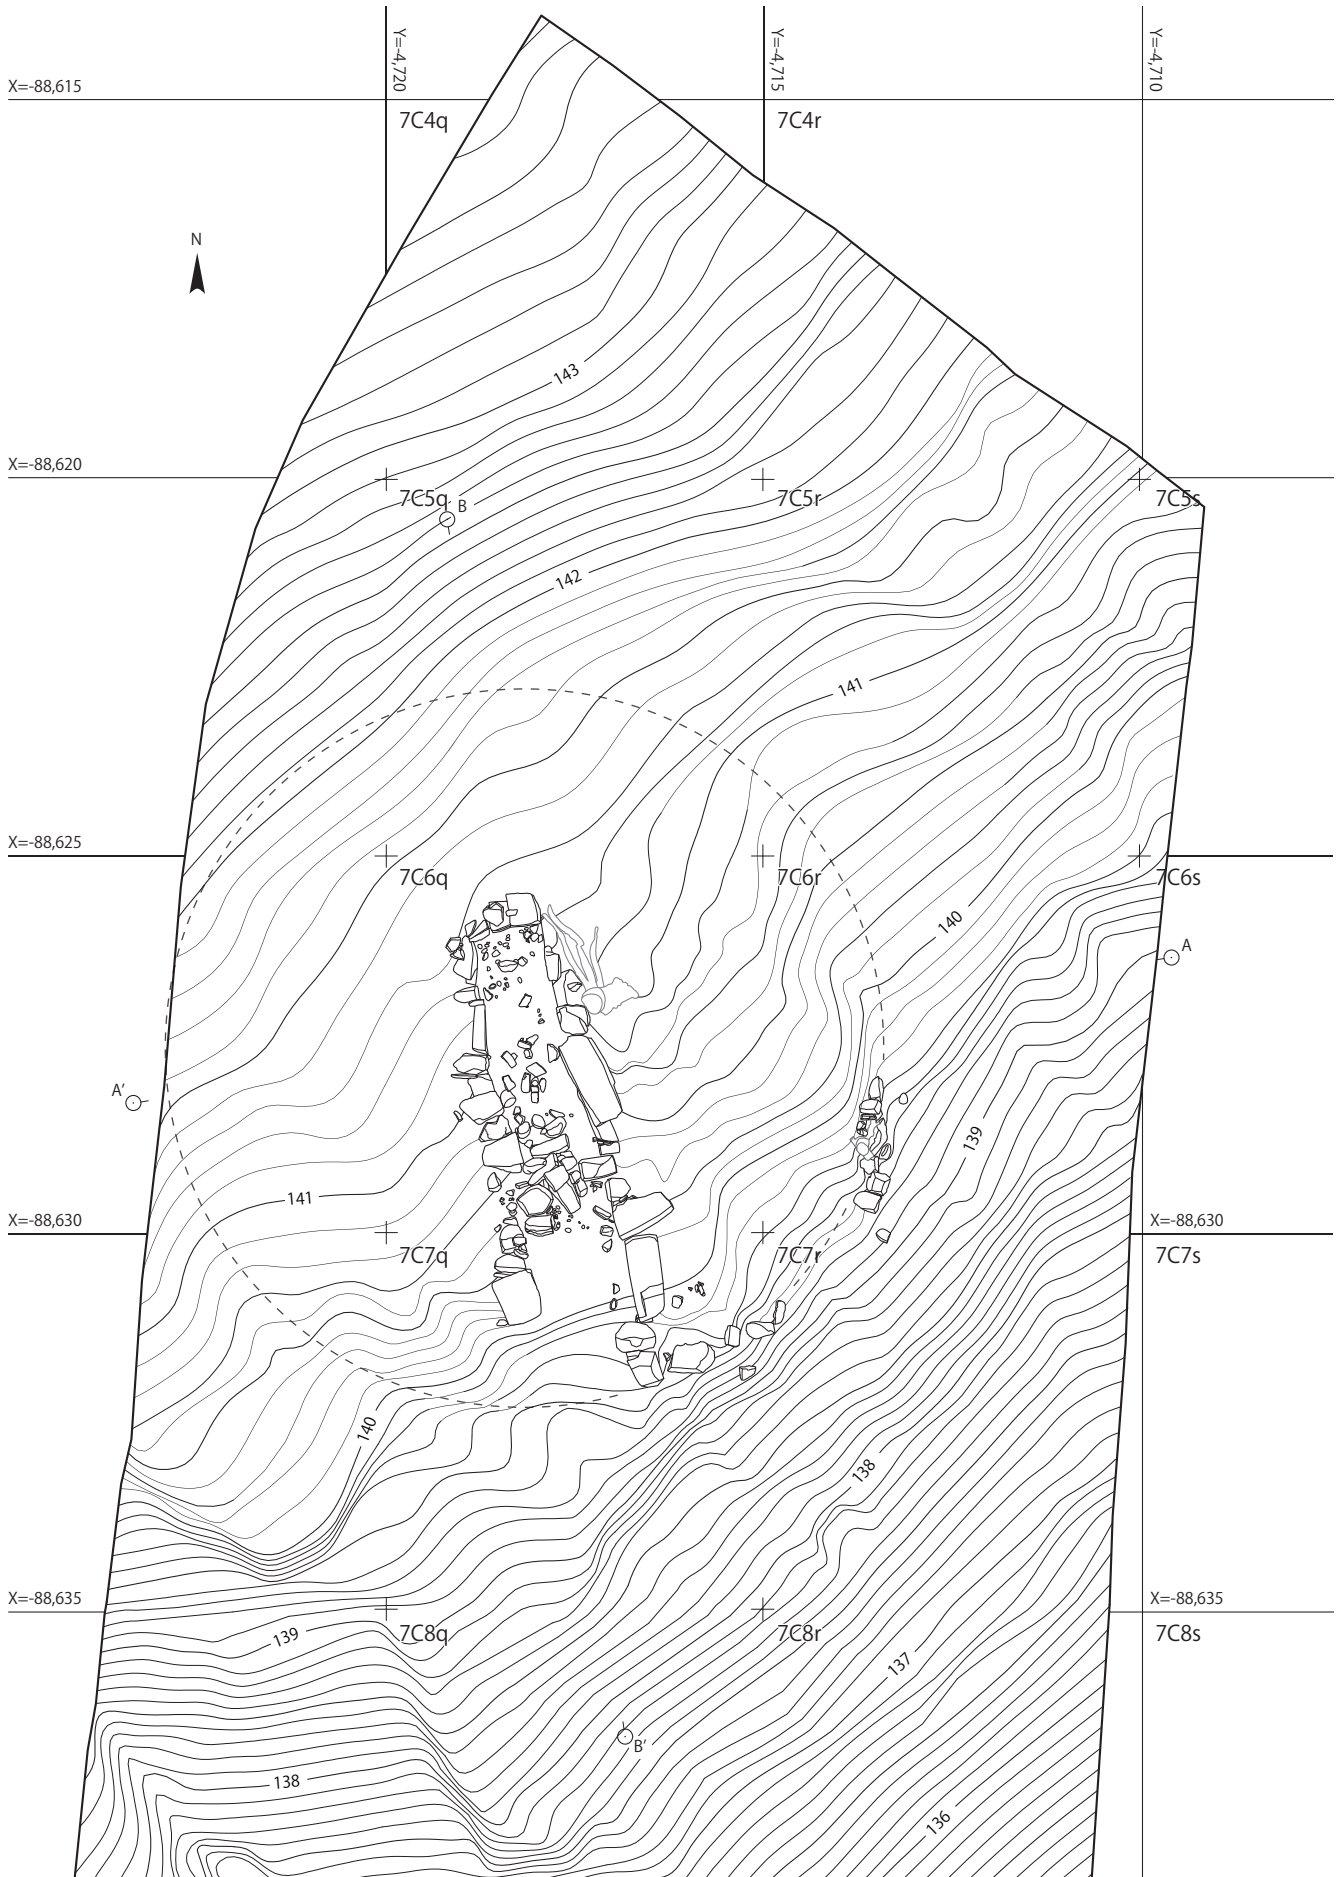 Y=-4,720
Y=-4,715
Y=-4,710
X=-88,615
7C4q
7C4r
N
143
X=-88,620
7C5q
7C5r
7C5s
B
142
141
X=-88,625
7C6q
7C6r
7C6s
140
A
A'
139
141
X=-88,630
X=-88,630
7C7q
7C7r
7C7s
140
138
X=-88,635
X=-88,635
7C8q
7C8r
7C8s
139
137
B'
138
136